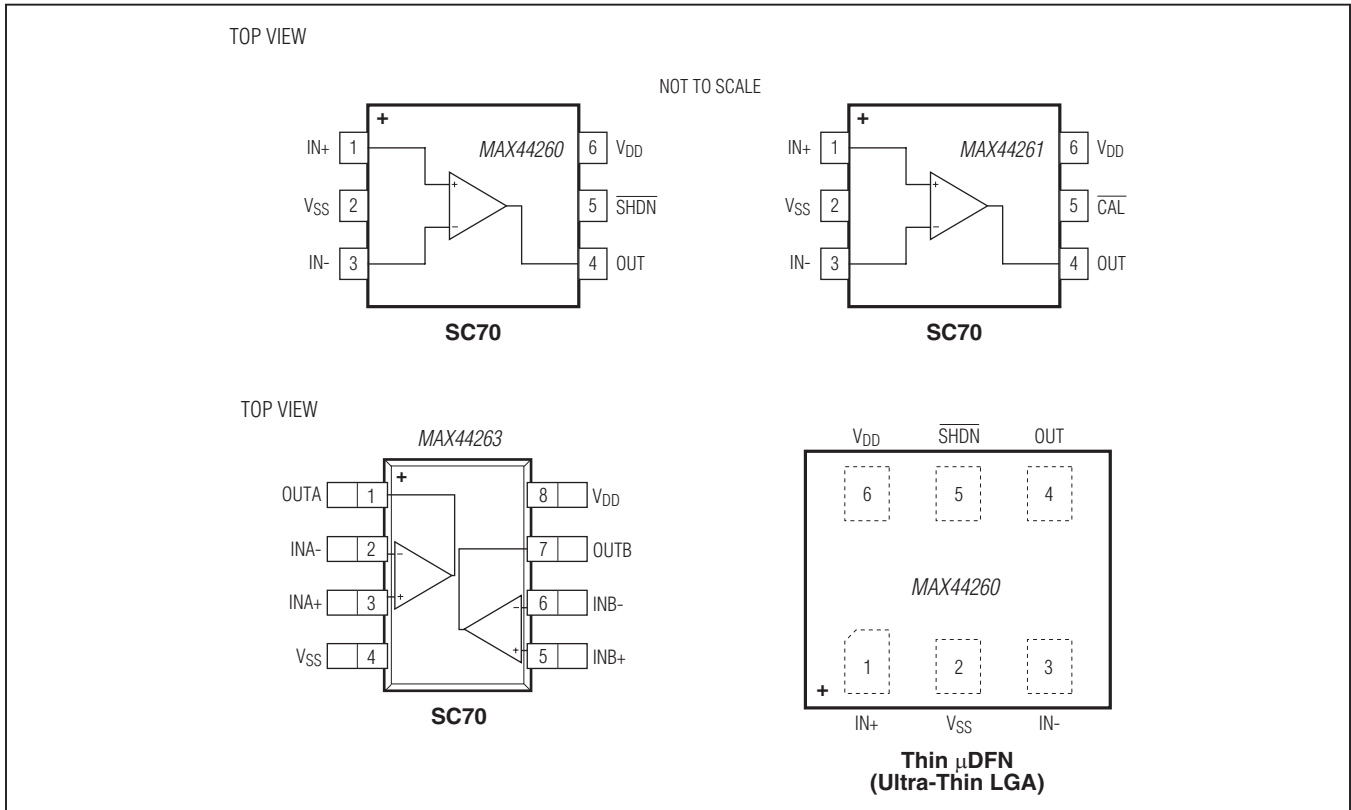 TOP VIEW
NOT TO SCALE
+
MAX44260
IN+ 1
6 VDD
+
VSS 2
5 SHDN
−
IN- 3
4 OUT
SC70
+
MAX44261
IN+ 1
6 VDD
+
VSS 2
5 CAL
−
IN- 3
4 OUT
SC70
TOP VIEW
MAX44263
+
OUTA 1
8 VDD
INA- 2 −
7 OUTB
INA+ 3 +
− 6 INB-
VSS 4
+ 5 INB+
SC70
VDD SHDN OUT
6 5 4
MAX44260
1 2 3
+
IN+ VSS IN-
Thin μDFN
(Ultra-Thin LGA)